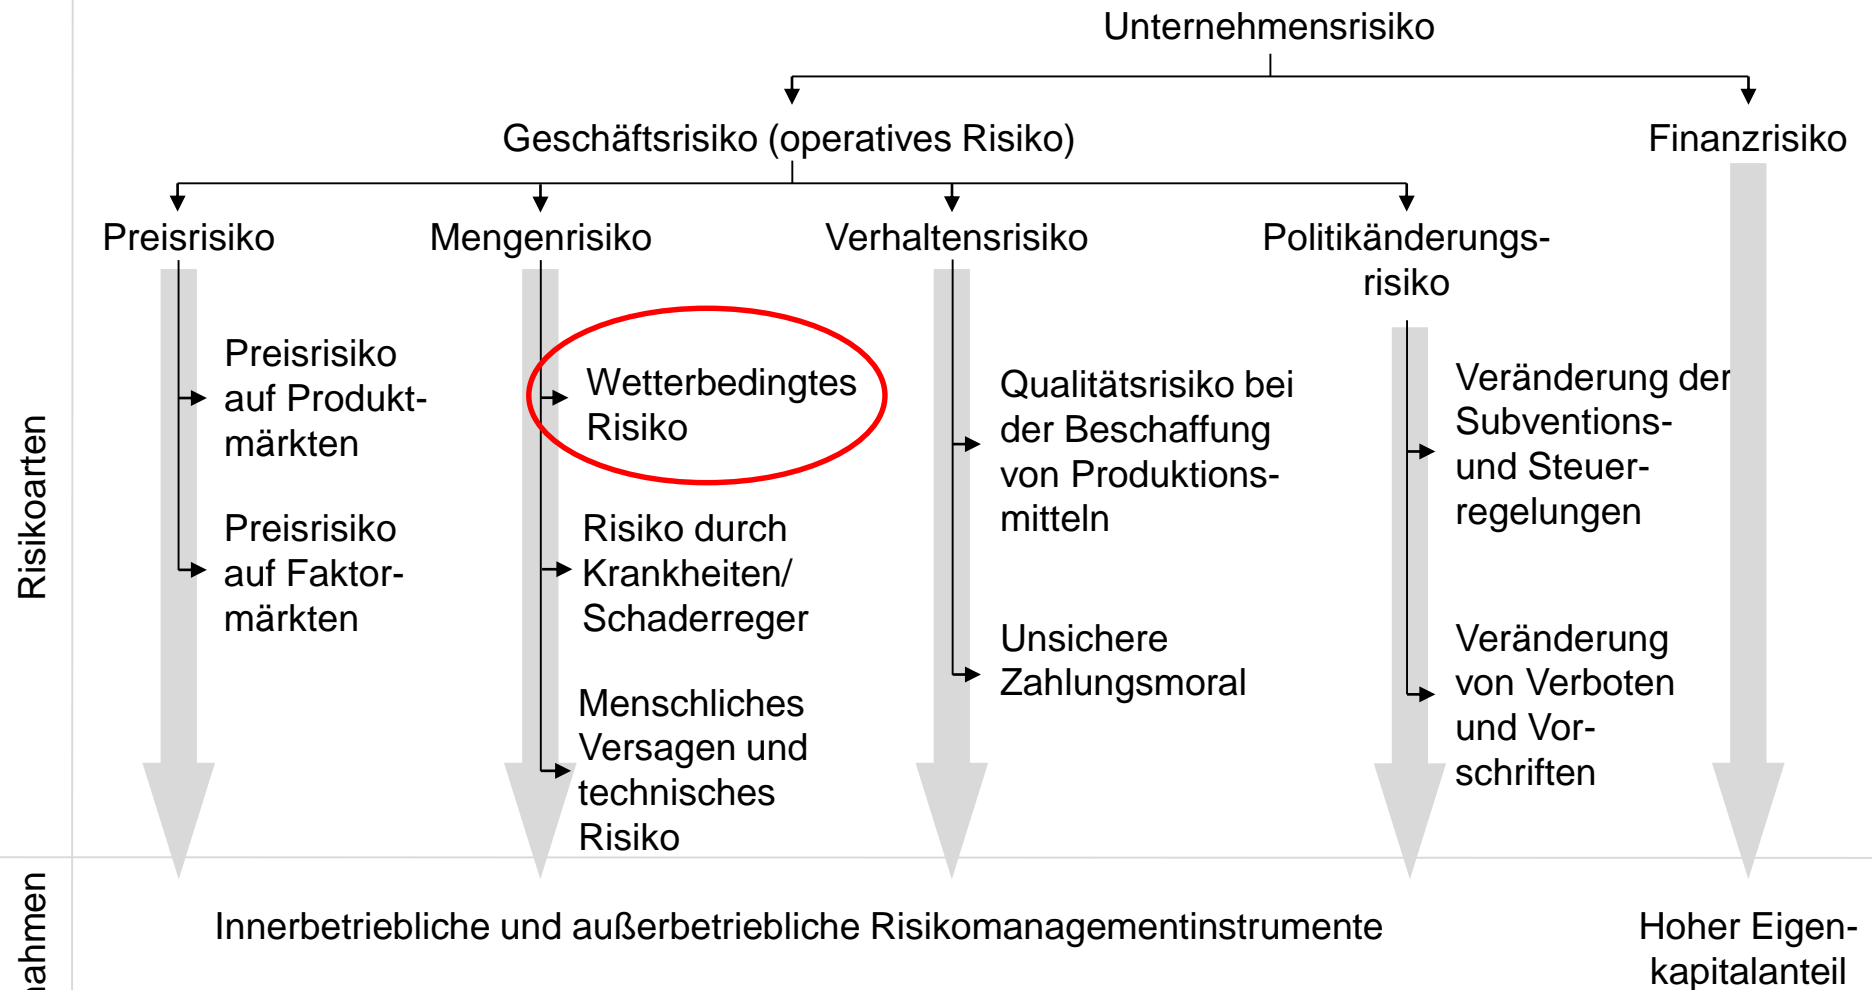 Unternehmensrisiko
Geschäftsrisiko (operatives Risiko)
Finanzrisiko
Preisrisiko
Mengenrisiko
Verhaltensrisiko
Politikänderungs-
risiko
Risikoarten
Preisrisiko
auf Produkt-
märkten
Preisrisiko
auf Faktor-
märkten
Wetterbedingtes
Risiko
Risiko durch
Krankheiten/
Schaderreger
Menschliches
Versagen und
technisches
Risiko
Qualitätsrisiko bei
der Beschaffung
von Produktions-
mitteln
Unsichere
Zahlungsmoral
Veränderung der
Subventions-
und Steuer-
regelungen
Veränderung
von Verboten
und Vor-
schriften
Innerbetriebliche und außerbetriebliche Risikomanagementinstrumente
Hoher Eigen-
kapitalanteil